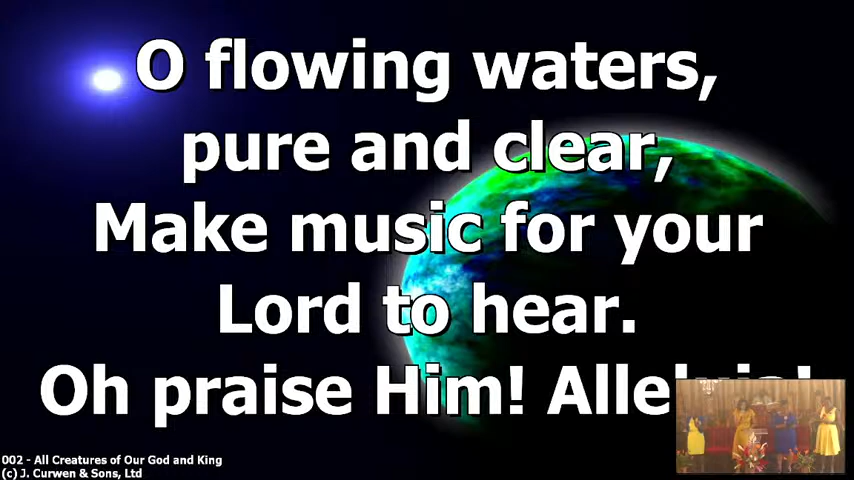 O flowing waters,
pure and clear,
Make music for your
Lord to hear.
Oh praise Him! Alleluia!
002 - All Creatures of Our God and King
(c) J. Curwen & Sons, Ltd